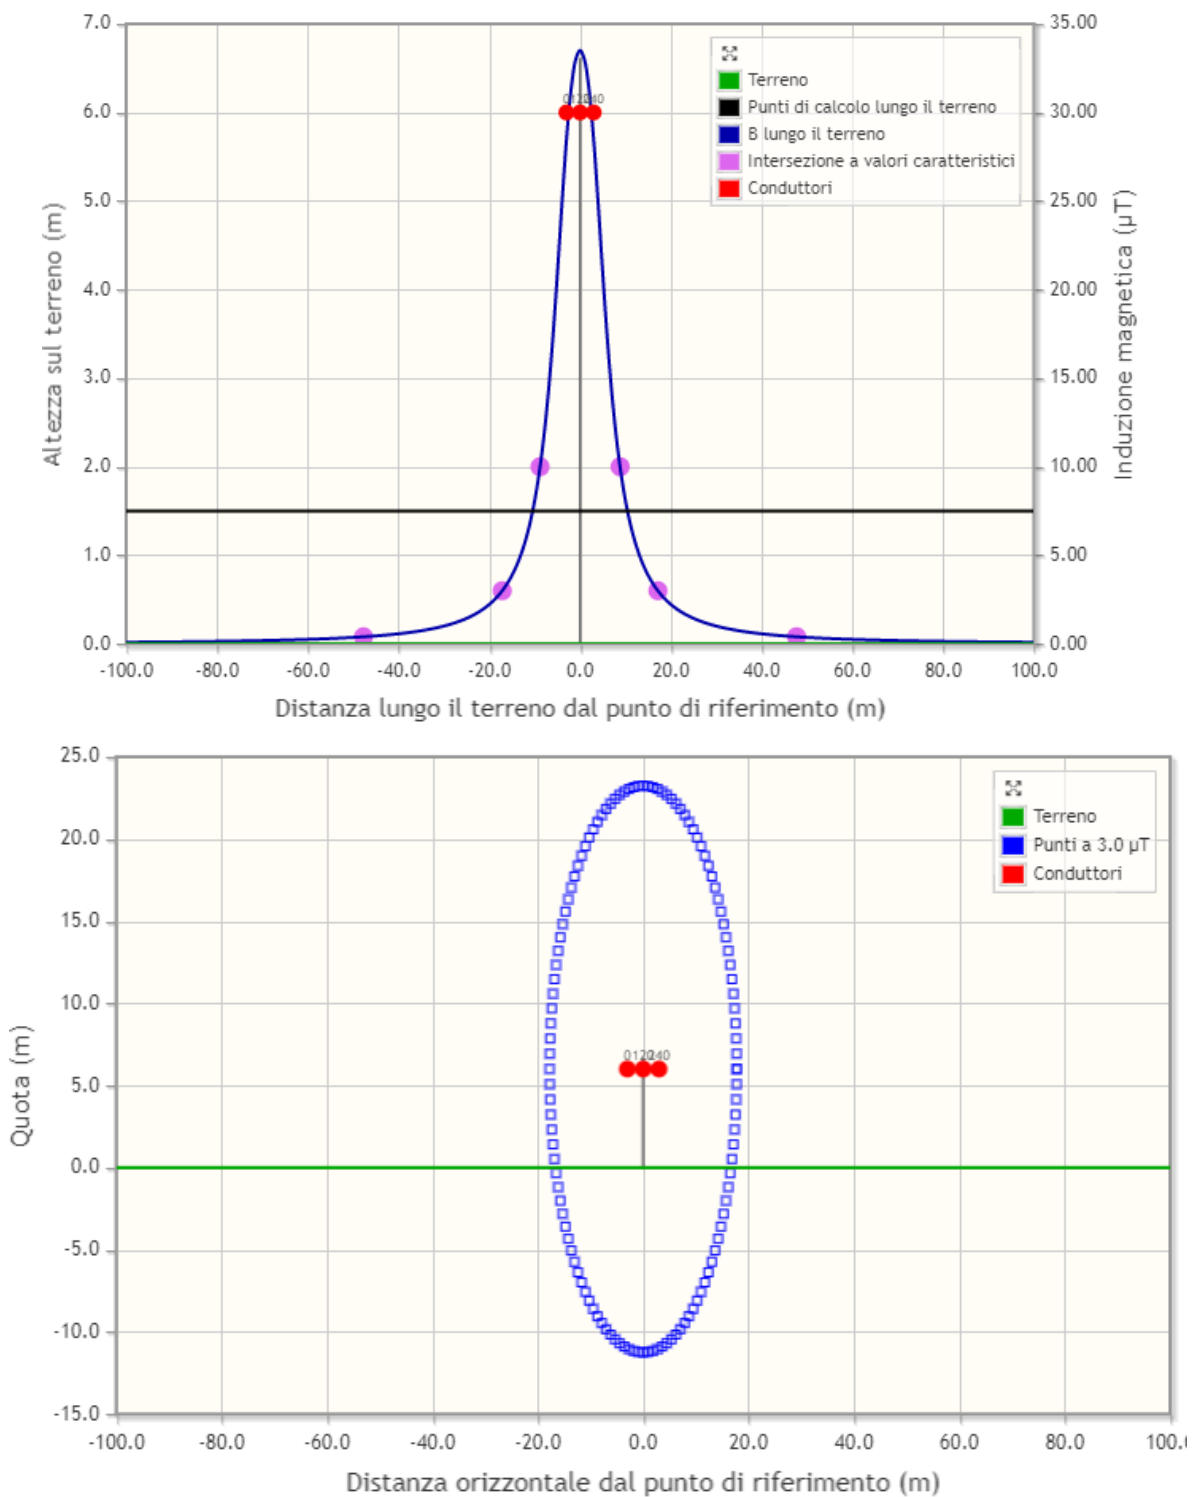 7.0
35.00
Terreno
Punti di calcolo lungo il terreno
B lungo il terreno
Intersezione a valori caratteristici
Conduttori
6.0
30.00
5.0
25.00
4.0
20.00
3.0
15.00
2.0
10.00
1.0
5.00
0.0
0.00
Altezza sul terreno (m)
Induzione magnetica (µT)
-100.0 -80.0 -60.0 -40.0 -20.0 0.0 20.0 40.0 60.0 80.0 100.0
Distanza lungo il terreno dal punto di riferimento (m)
25.0
Terreno
Punti a 3.0 µT
Conduttori
20.0
15.0
10.0
5.0
0.0
-5.0
-10.0
-15.0
Quota (m)
-100.0 -80.0 -60.0 -40.0 -20.0 0.0 20.0 40.0 60.0 80.0 100.
Distanza orizzontale dal punto di riferimento (m)